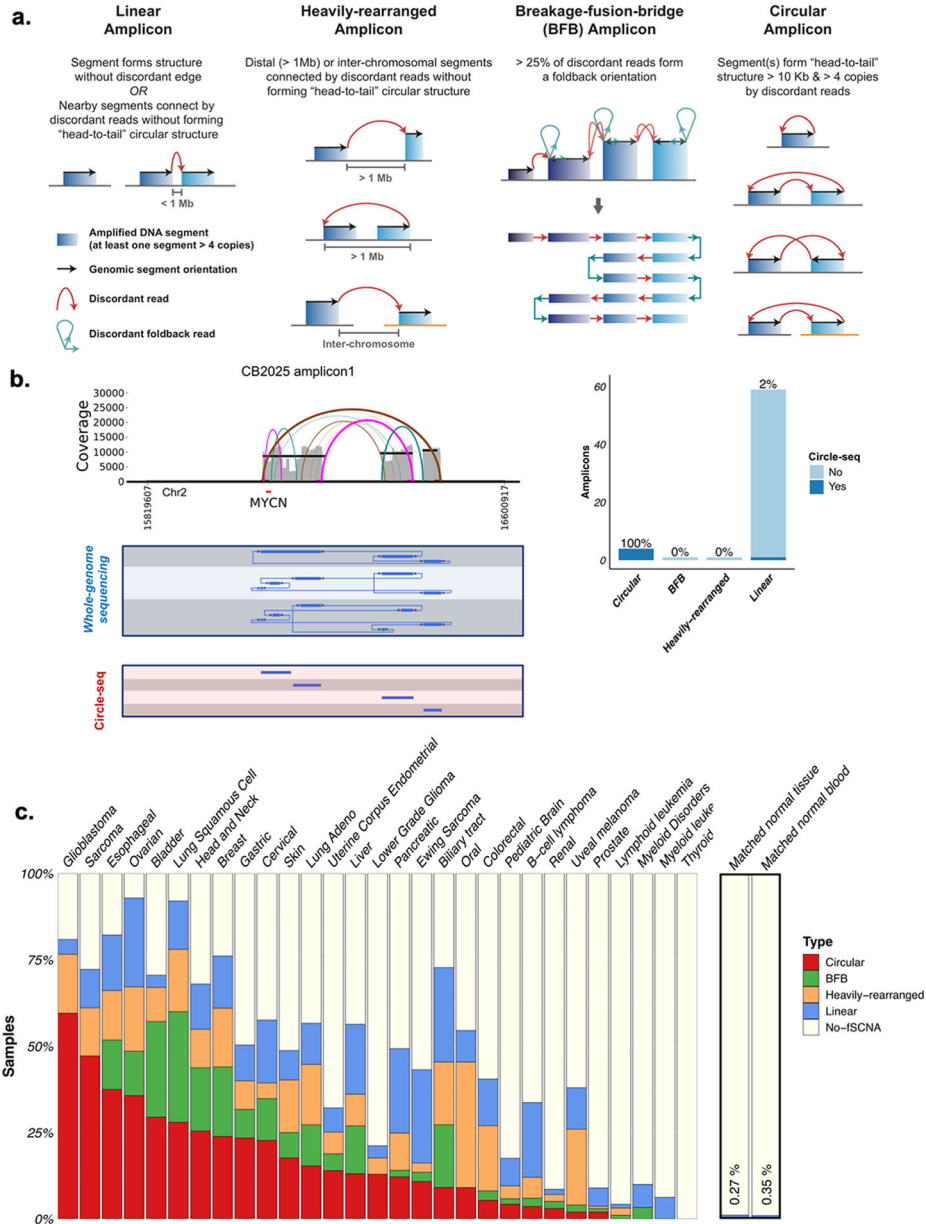 a.
Linear
Amplicon
Segment forms structure
without discordant edge
OR
Nearby segments connect by
discordant reads without forming
"head-to-tail" circular structure
< 1 Mb
Amplified DNA segment
(at least one segment > 4 copies)
Genomic segment orientation
Discordant read
Discordant foldback read
Heavily-rearranged
Amplicon
Distal (> 1Mb) or inter-chromosomal segments
connected by discordant reads without
forming "head-to-tail" circular structure
> 1 Mb
> 1 Mb
Inter-chromosome
Breakage-fusion-bridge
(BFB) Amplicon
> 25% of discordant reads form
a foldback orientation
Circular
Amplicon
Segment(s) form "head-to-tail"
structure > 10 Kb & > 4 copies
by discordant reads
b.
CB2025 amplicon1
Coverage
30000
25000
20000
15000
10000
5000
0
Chr2
MYCN
15819607
16600917
Whole-genome
sequencing
Circle-seq
Amplicons
60
40
20
0
100%
0%
0%
2%
Circular
BFB
Heavily-rearranged
Linear
Circle-seq
No
Yes
c.
Glioblastoma
Sarcoma
Esophageal
Ovarian
Bladder
Lung Squamous Cell
Head and Neck
Breast
Gastric
Cervical
Skin
Lung Adeno
Uterine Corpus Endometrial
Liver
Lower Grade Glioma
Pancreatic
Ewing Sarcoma
Biliary tract
Oral
Colorectal
Pediatric Brain
B-cell lymphoma
Renal
Uveal melanoma
Prostate
Lymphoid leukemia
Myeloid Disorders
Myeloid leuke
Thyroid
Matched normal tissue
Matched normal blood
Samples
100%
75%
50%
25%
0%
0.27 %
0.35 %
Type
Circular
BFB
Heavily-rearranged
Linear
No-fSCNA